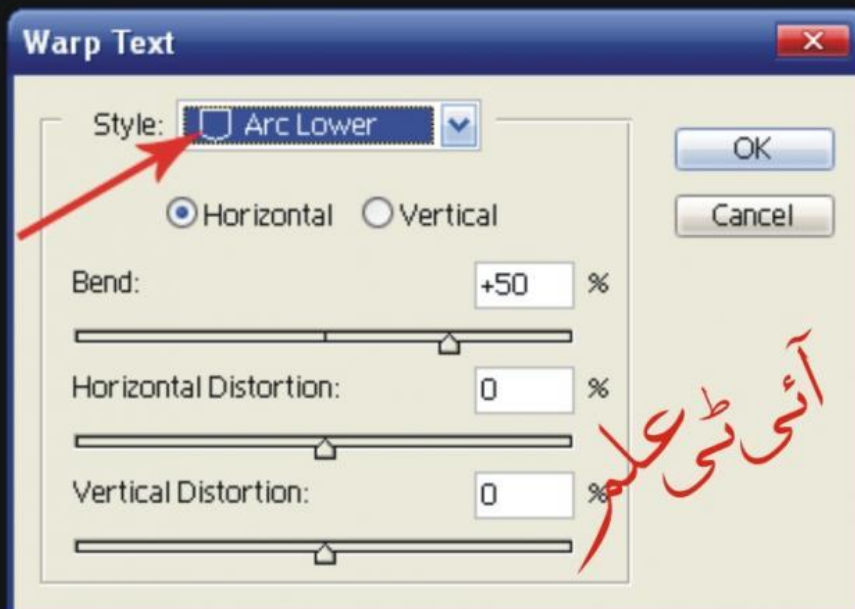 Warp Text
Style: Arc Lower
OK
Horizontal Vertical
Cancel
Bend: +50 %
Horizontal Distortion: 0 %
Vertical Distortion: 0 %
آئی ٹی علم